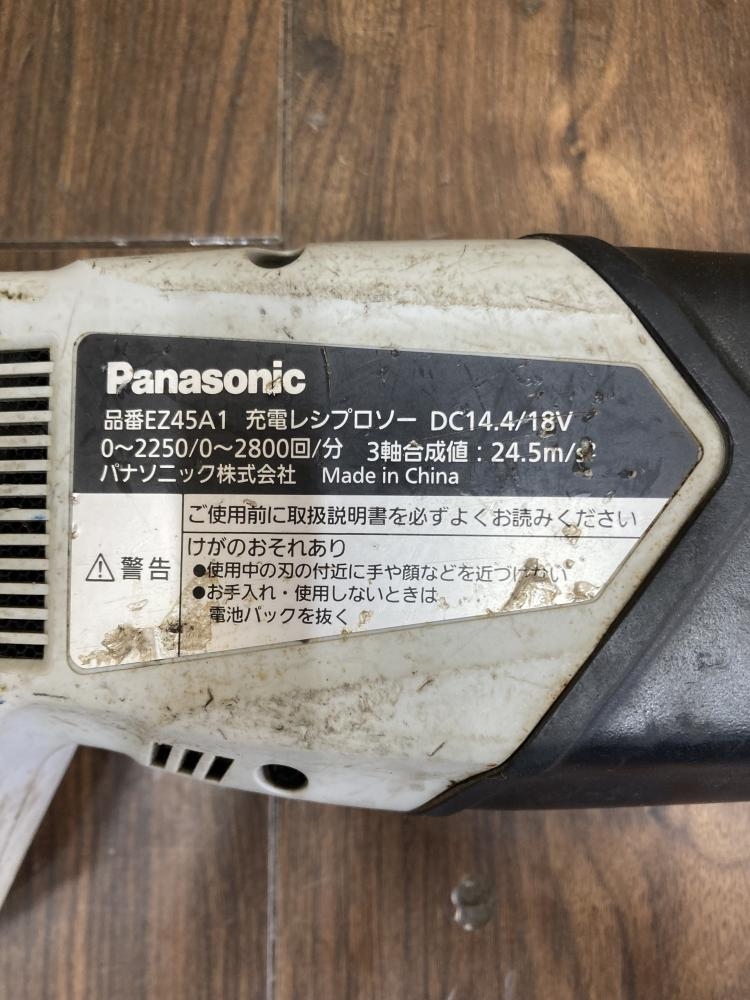 Panasonic
品番EZ45A1 充電レシプロソー DC14.4/18V
0～2250/0～2800回/分 3軸合成値：24.5m/s²
パナソニック株式会社 Made in China
ご使用前に取扱説明書を必ずよくお読みください
⚠警告
けがのおそれあり
●使用中の刃の付近に手や顔などを近づけない
●お手入れ・使用しないときは
電池パックを抜く